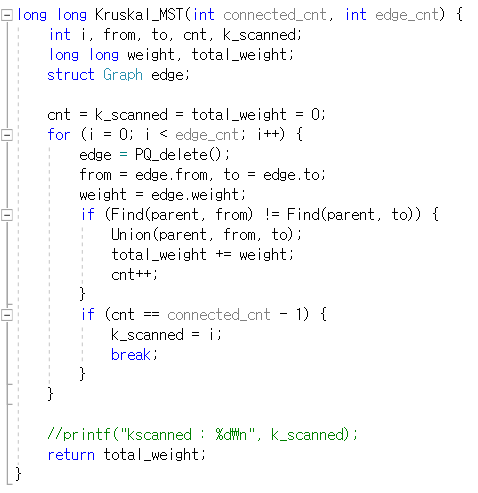 long long Kruskal_MST(int connected_cnt, int edge_cnt) {
    int i, from, to, cnt, k_scanned;
    long long weight, total_weight;
    struct Graph edge;

    cnt = k_scanned = total_weight = 0;
    for (i = 0; i < edge_cnt; i++) {
        edge = PQ_delete();
        from = edge.from, to = edge.to;
        weight = edge.weight;
        if (Find(parent, from) != Find(parent, to)) {
            Union(parent, from, to);
            total_weight += weight;
            cnt++;
        }
        if (cnt == connected_cnt - 1) {
            k_scanned = i;
            break;
        }
    }

    //printf("kscanned : %d₩n", k_scanned);
    return total_weight;
}